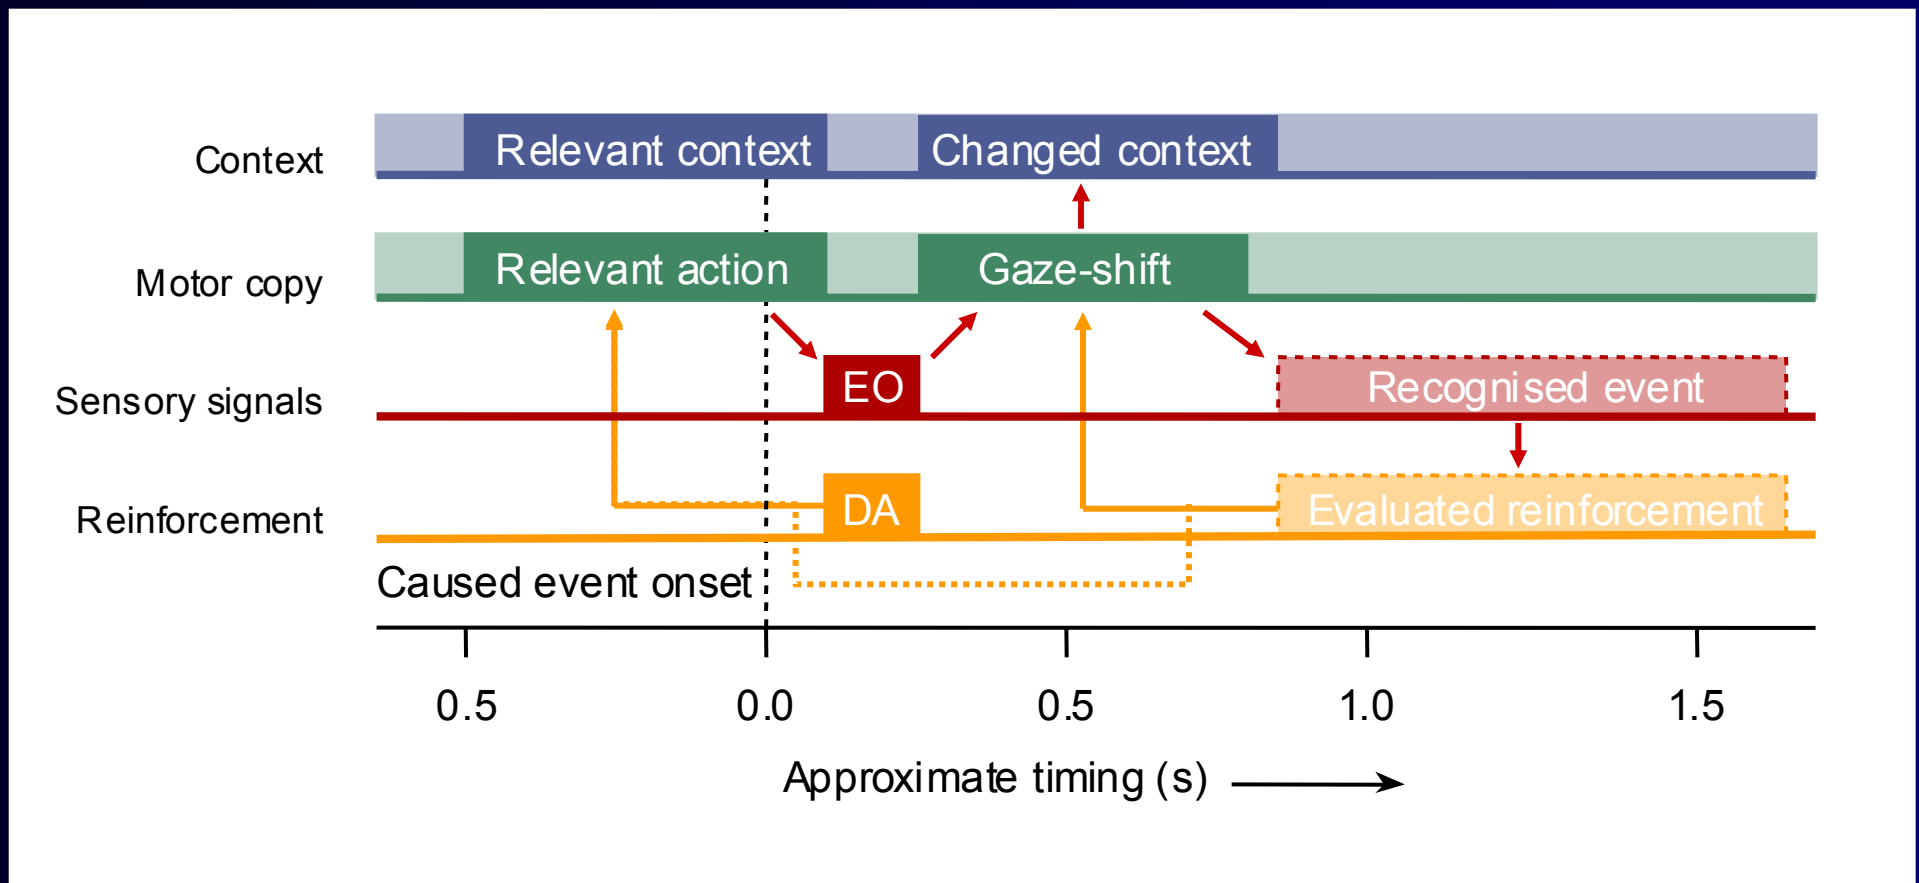 Context
Relevant context
Changed context
Motor copy
Relevant action
Gaze-shift
Sensory signals
EO
Recognised event
Reinforcement
DA
Evaluated reinforcement
Caused event onset
0.5 0.0 0.5 1.0 1.5
Approximate timing (s)